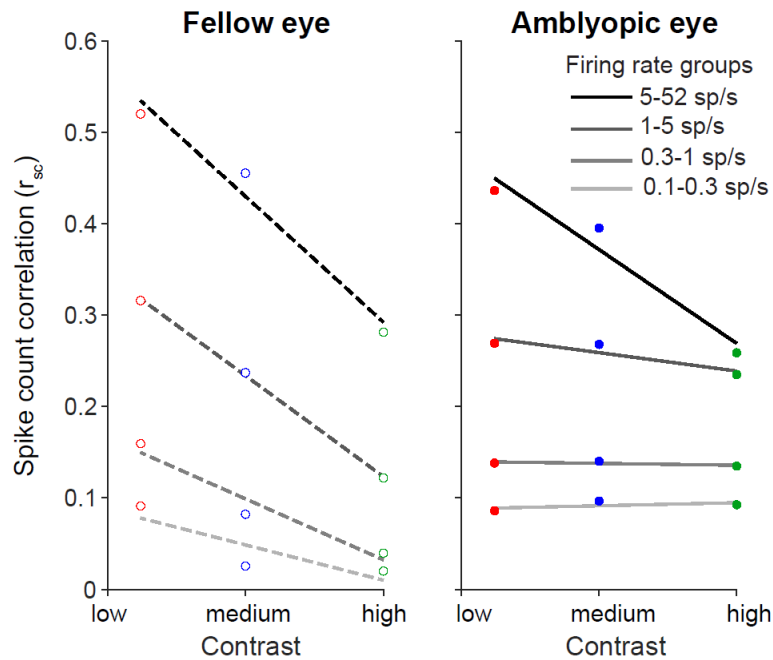 Fellow eye
Amblyopic eye
Spike count correlation (r_sc)
0.6
0.5
0.4
0.3
0.2
0.1
0
Firing rate groups
5-52 sp/s
1-5 sp/s
0.3-1 sp/s
0.1-0.3 sp/s
low
medium
high
low
medium
high
Contrast
Contrast